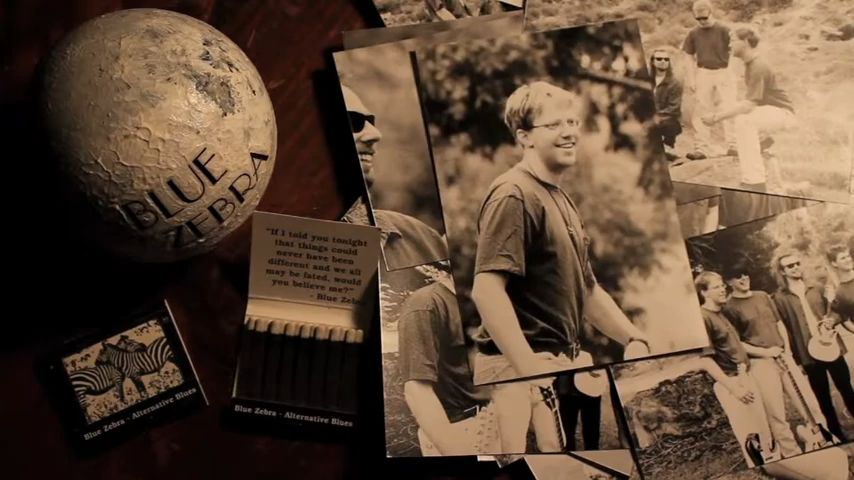 BLUE
ZEBRA
"If I told you tonight
that things could
never have been
different and we all
may be fated, would
you believe me?"
- Blue Zebra
Blue Zebra - Alternative Blues
Blue Zebra - Alternative Blues